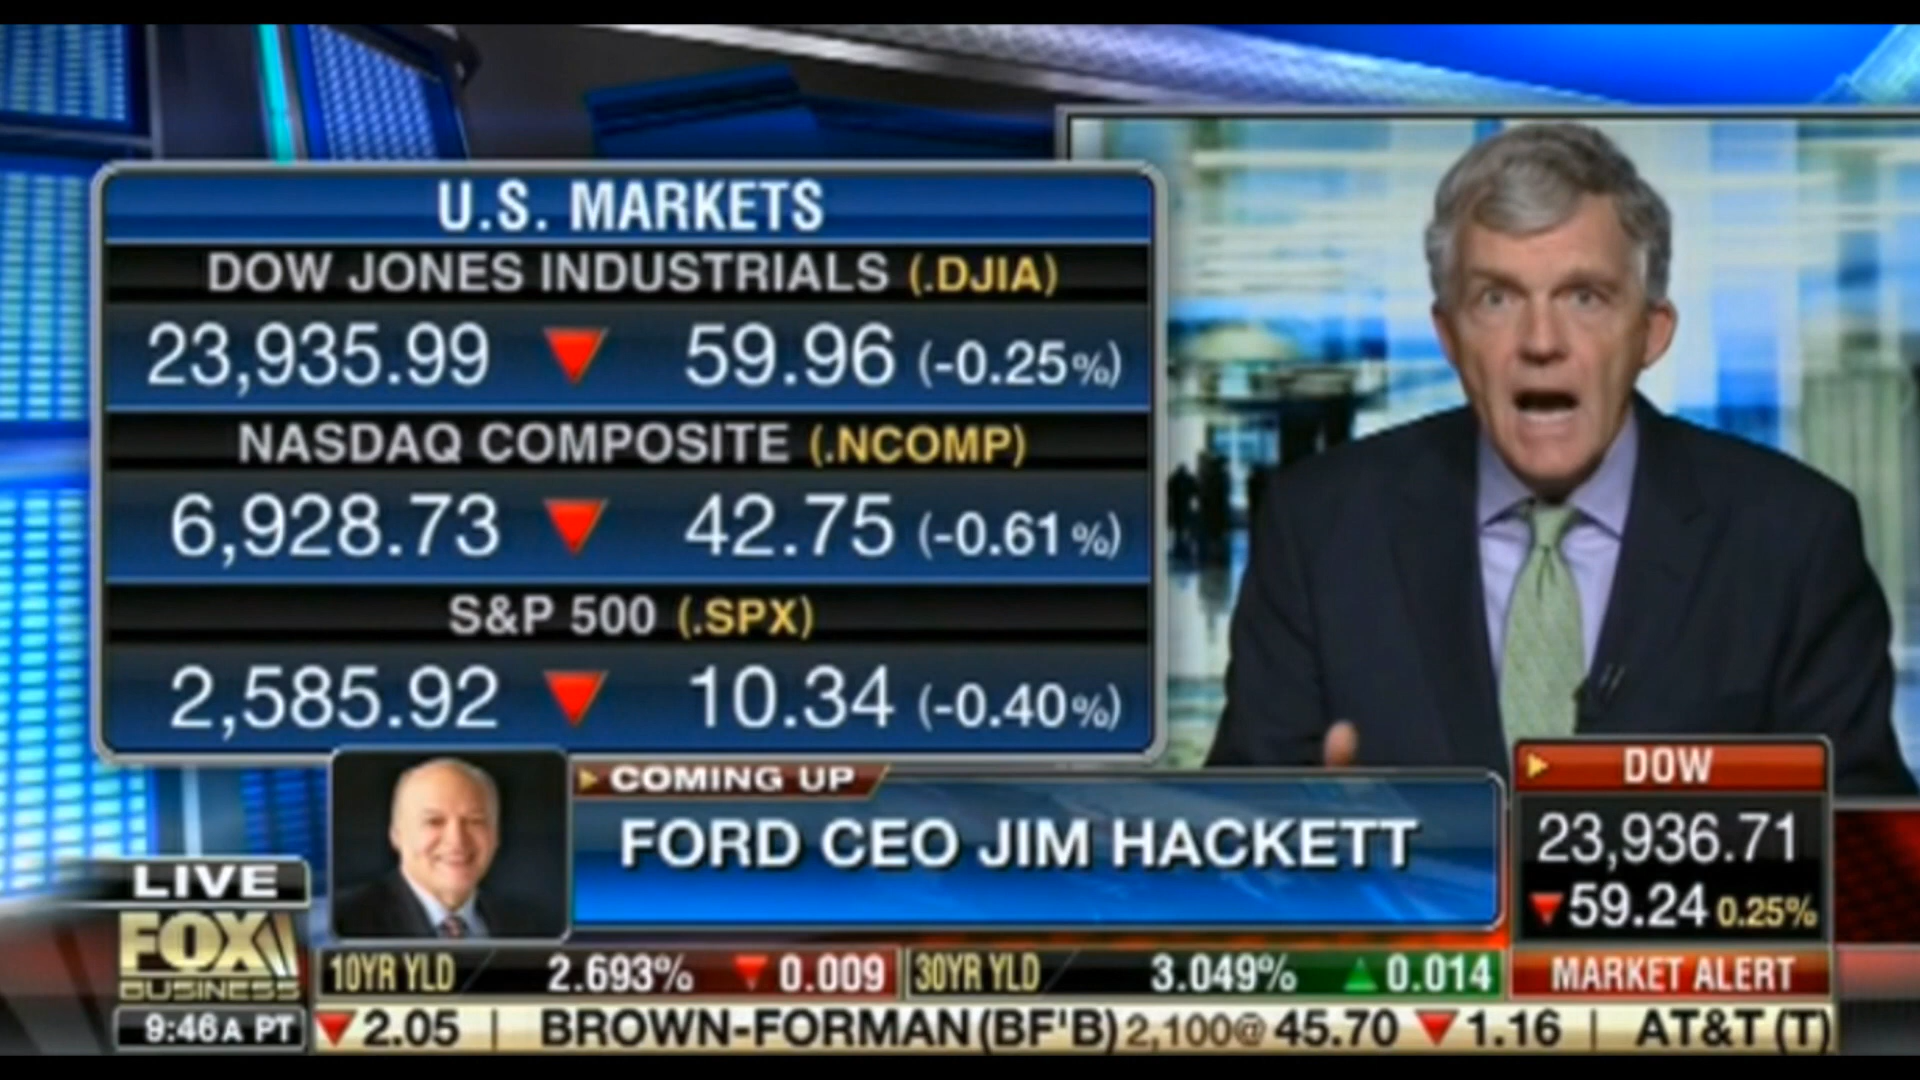 U.S. MARKETS
DOW JONES INDUSTRIALS (.DJIA)
23,935.99 ▼ 59.96 (-0.25%)
NASDAQ COMPOSITE (.NCOMP)
6,928.73 ▼ 42.75 (-0.61%)
S&P 500 (.SPX)
2,585.92 ▼ 10.34 (-0.40%)
COMING UP
FORD CEO JIM HACKETT
DOW
23,936.71
▼59.24 0.25%
MARKET ALERT
LIVE
FOX
BUSINESS
9:46A PT
10YR YLD 2.693% ▼ 0.009 30YR YLD 3.049% ▲ 0.014
▼2.05 | BROWN-FORMAN (BF'B) 2,100@45.70 ▼1.16 | AT&T (T)